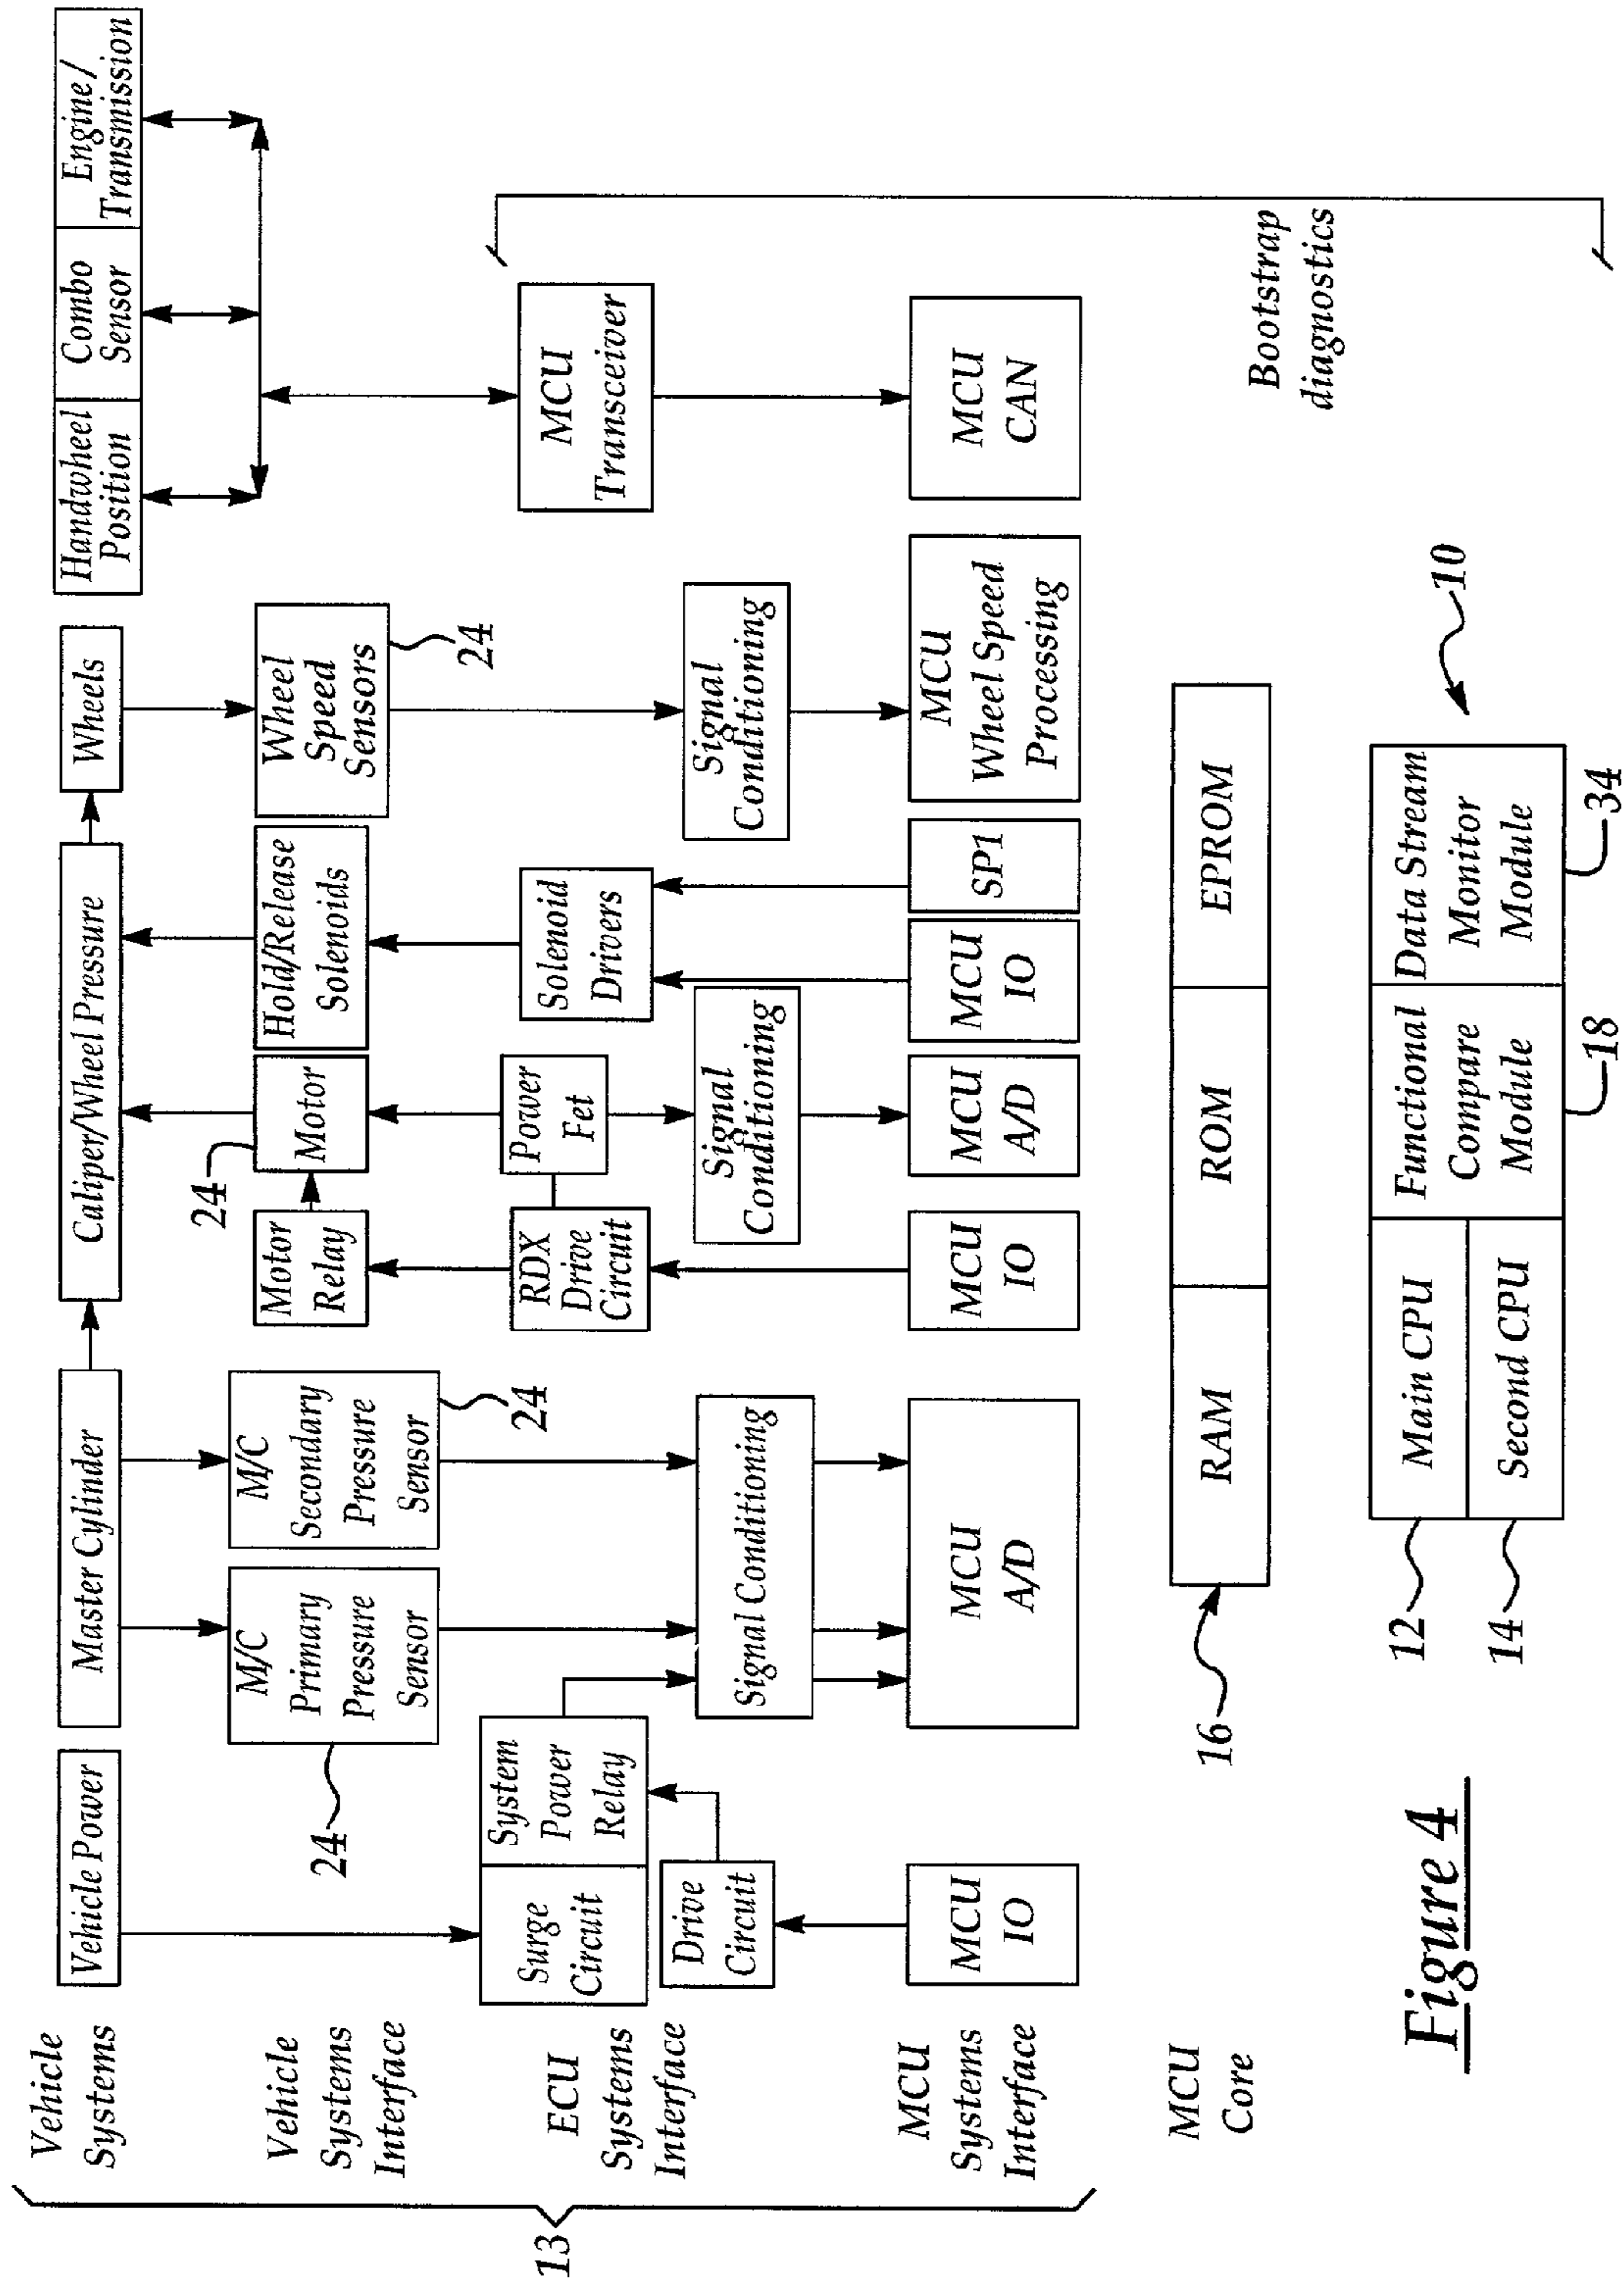 Vehicle
Systems
Vehicle Power
Master Cylinder
Caliper/Wheel Pressure
Wheels
Handwheel
Position
Combo
Sensor
Engine/
Transmission
Vehicle
Systems
Interface
24
M/C
Primary
Pressure
Sensor
M/C
Secondary
Pressure
Sensor
24
Motor
Relay
24
Motor
Hold/Release
Solenoids
Wheel
Speed
Sensors
24
13
ECU
Systems
Interface
Surge
Circuit
System
Power
Relay
Drive
Circuit
Signal Conditioning
RDX
Drive
Circuit
Power
Fet
Signal
Conditioning
Solenoid
Drivers
Signal
Conditioning
MCU
Transceiver
MCU
Systems
Interface
MCU
IO
MCU
A/D
MCU
IO
MCU
A/D
MCU
IO
SP1
MCU
Wheel Speed
Processing
MCU
CAN
MCU
Core
16
RAM
ROM
EPROM
Bootstrap
diagnostics
12
Main CPU
14
Second CPU
Functional
Compare
Module
18
Data Stream
Monitor
Module
34
10
Figure 4